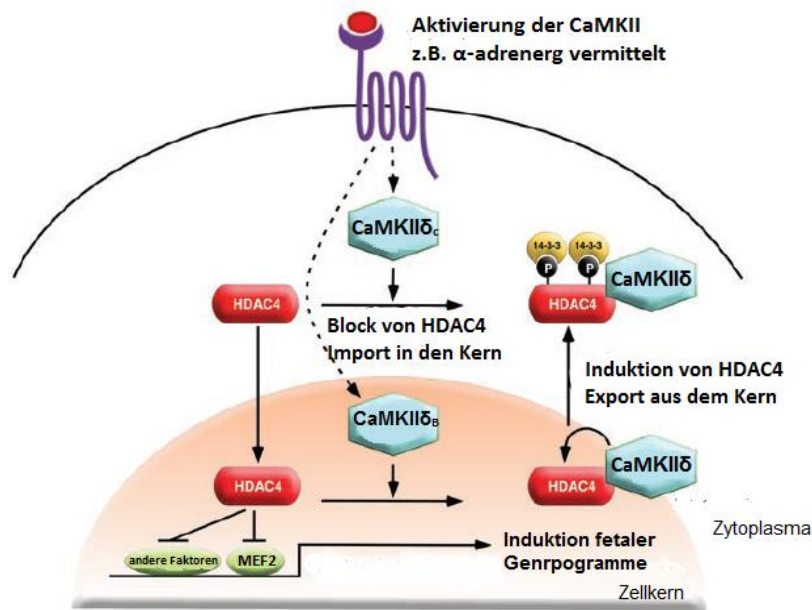 Aktivierung der CaMKII
z.B. α-adrenerg vermittelt
CaMKIIδc
14-3-3
14-3-3
P
P
CaMKIIδ
HDAC4
HDAC4
Block von HDAC4
Import in den Kern
Induktion von HDAC4
Export aus dem Kern
CaMKIIδB
CaMKIIδ
HDAC4
HDAC4
Zytoplasma
andere Faktoren
MEF2
Induktion fetaler
Genrpogramme
Zellkern